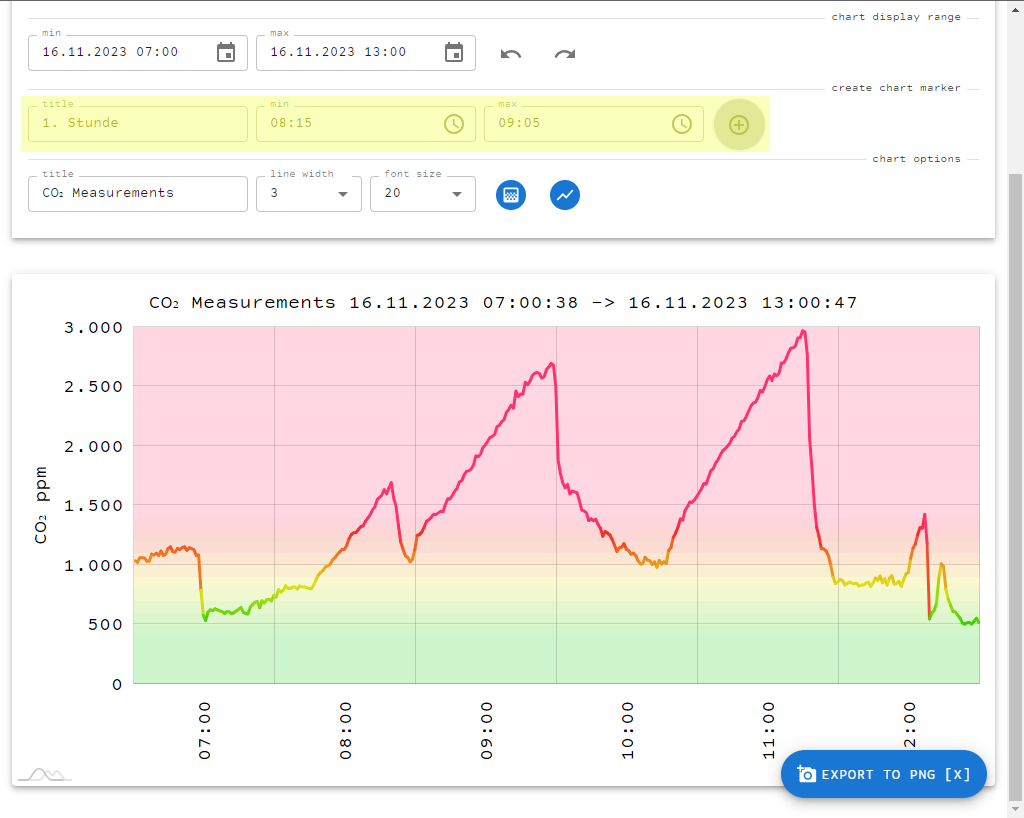 chart display range
min
16.11.2023 07:00
max
16.11.2023 13:00
create chart marker
title
1. Stunde
min
08:15
max
09:05
chart options
title
CO₂ Measurements
line width
3
font size
20
CO₂ Measurements 16.11.2023 07:00:38 -> 16.11.2023 13:00:47
CO₂ ppm
3.000
2.500
2.000
1.500
1.000
500
0
07:00
08:00
09:00
10:00
11:00
2:00
EXPORT TO PNG [X]